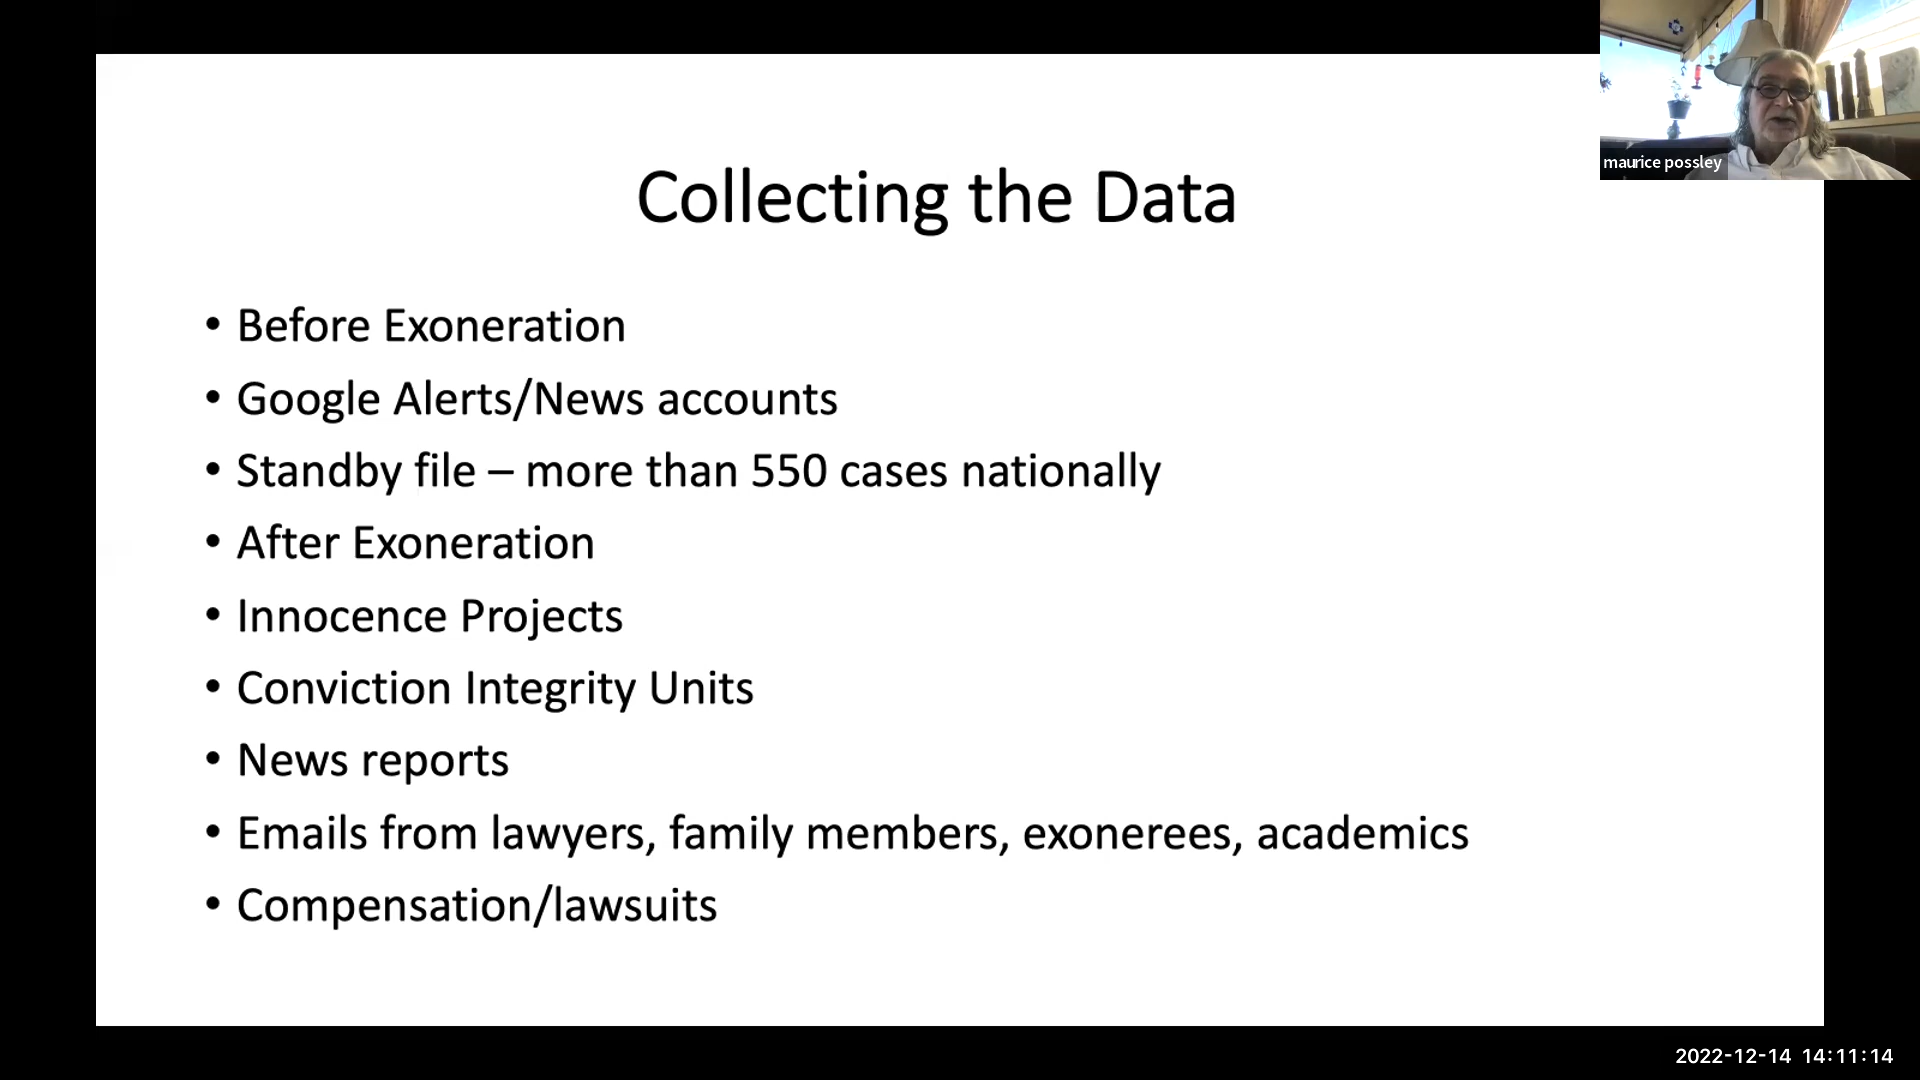 Collecting the Data
• Before Exoneration
• Google Alerts/News accounts
• Standby file – more than 550 cases nationally
• After Exoneration
• Innocence Projects
• Conviction Integrity Units
• News reports
• Emails from lawyers, family members, exonerees, academics
• Compensation/lawsuits
maurice possley
2022-12-14 14:11:14